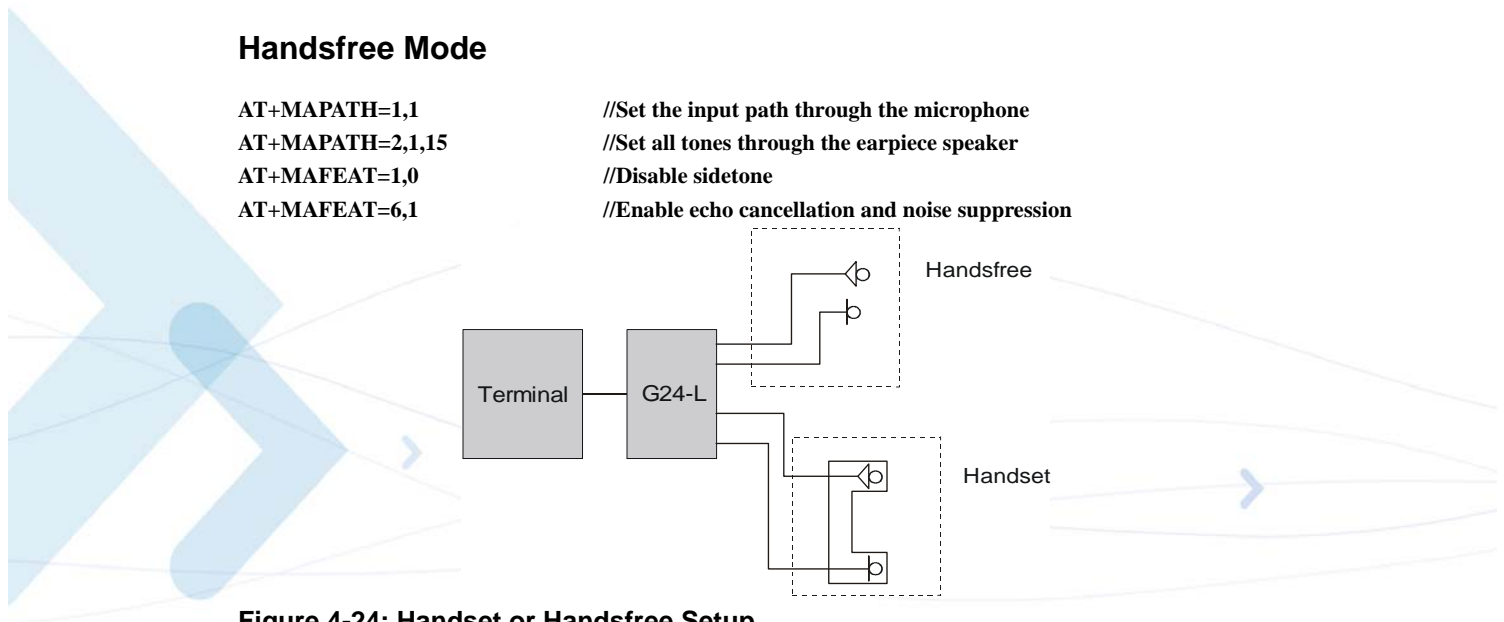 Handsfree Mode
AT+MAPATH=1,1 //Set the input path through the microphone
AT+MAPATH=2,1,15 //Set all tones through the earpiece speaker
AT+MAFEAT=1,0 //Disable sidetone
AT+MAFEAT=6,1 //Enable echo cancellation and noise suppression
Handsfree
Terminal
G24-L
Handset
Figure 4-24: Handset or Handsfree Setup